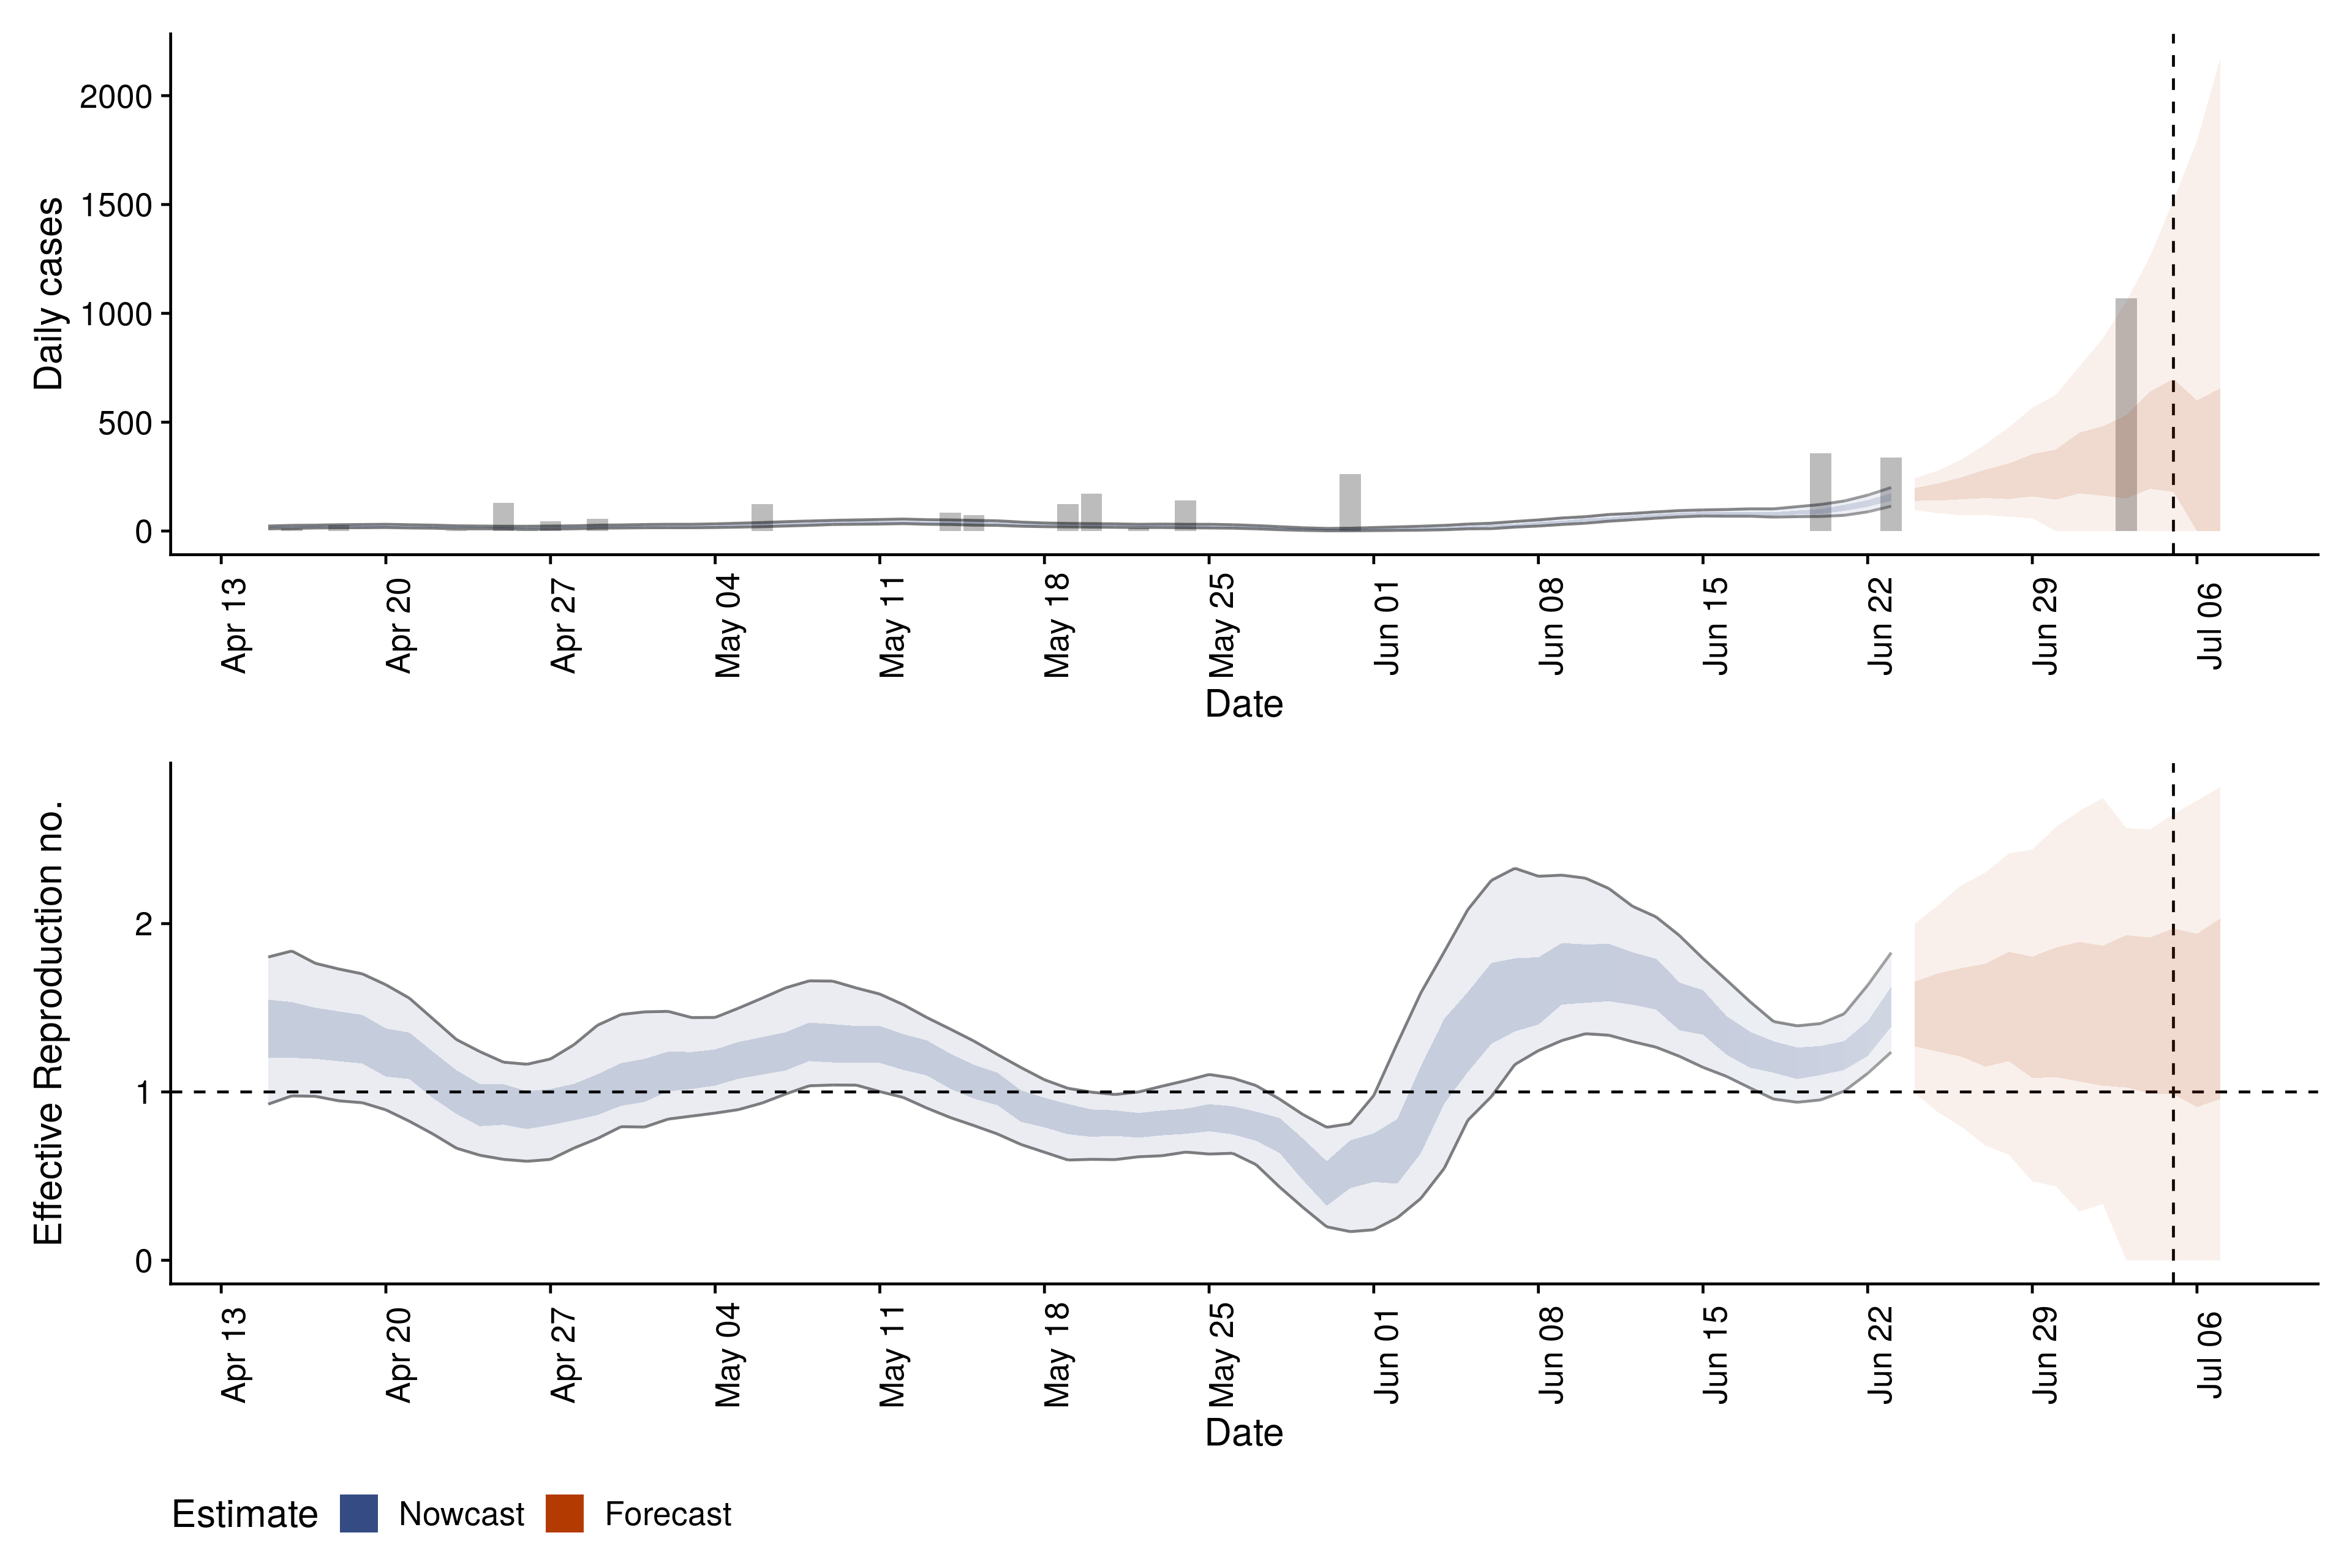 Daily cases
2000
1500
1000
500
0
Apr 13
Apr 20
Apr 27
May 04
May 11
May 18
May 25
Jun 01
Jun 08
Jun 15
Jun 22
Jun 29
Jul 06
Date
Effective Reproduction no.
2
1
0
Apr 13
Apr 20
Apr 27
May 04
May 11
May 18
May 25
Jun 01
Jun 08
Jun 15
Jun 22
Jun 29
Jul 06
Date
Estimate Nowcast Forecast